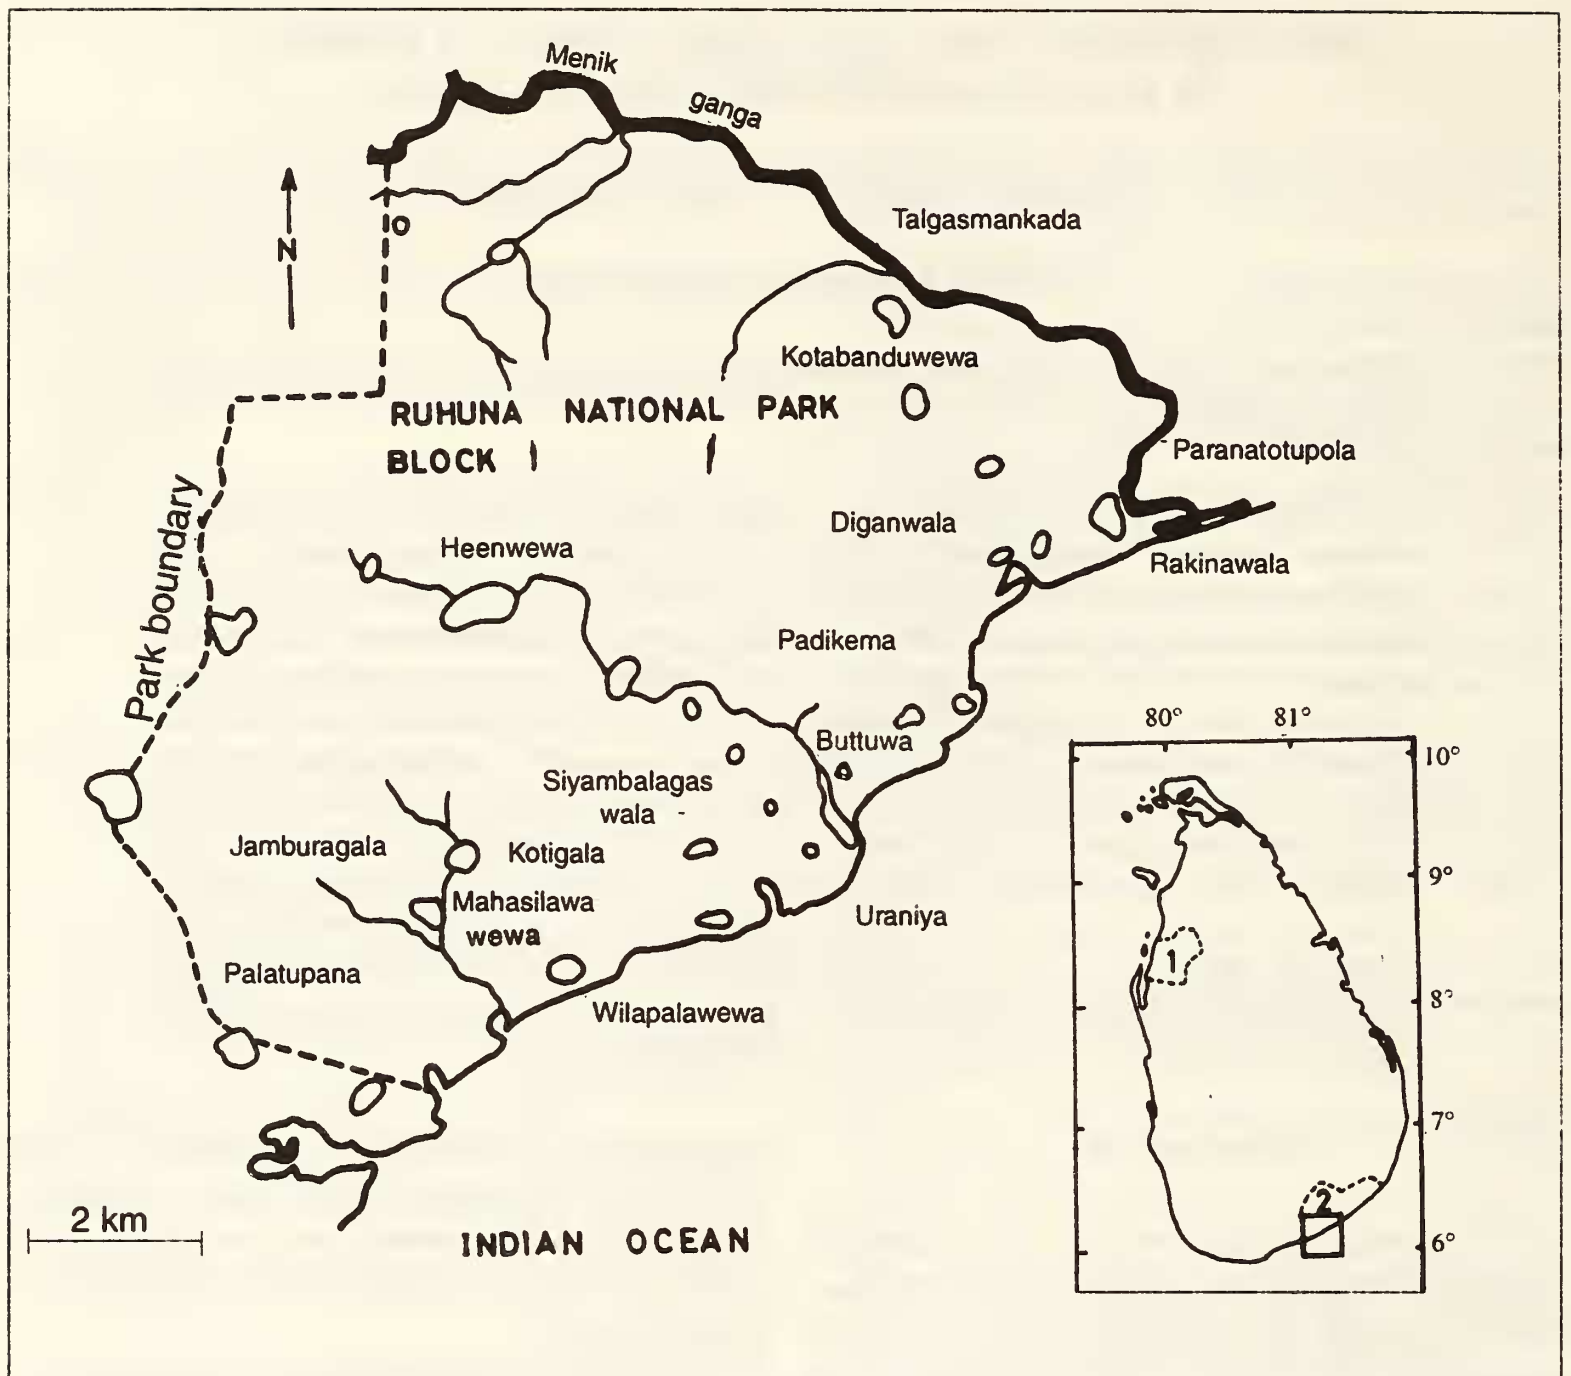 Menik
ganga
Talgasmankada
N
Kotabanduwewa
RUHUNA NATIONAL PARK
BLOCK I
Paranatotupola
Park boundary
Diganwala
Heenwewa
Rakinawala
Padikema
80° 81°
Buttuwa
10°
Siyambalagas
wala
Jamburagala
Kotigala
9°
Mahasilawa
wewa
Uraniya
1
Palatupana
8°
Wilapalawewa
7°
2
2 km
INDIAN OCEAN
6°